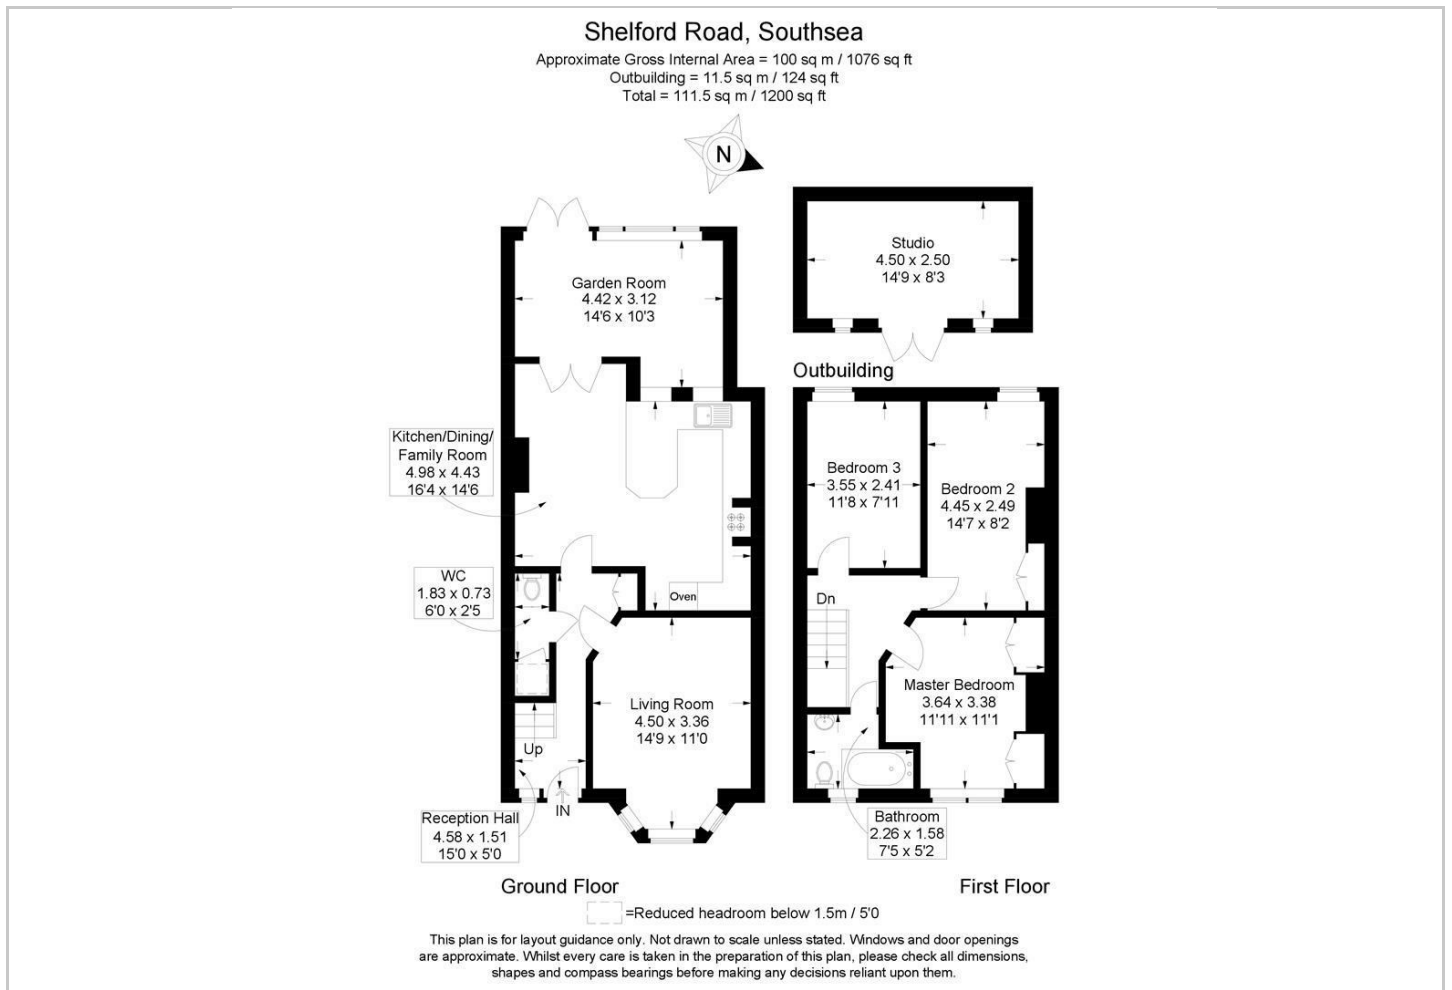 Shelford Road, Southsea
Approximate Gross Internal Area = 100 sq m / 1076 sq ft
Outbuilding = 11.5 sq m / 124 sq ft
Total = 111.5 sq m / 1200 sq ft
N
Studio
4.50 x 2.50
14'9 x 8'3
Outbuilding
Garden Room
4.42 x 3.12
14'6 x 10'3
Kitchen/Dining/
Family Room
4.98 x 4.43
16'4 x 14'6
WC
1.83 x 0.73
6'0 x 2'5
Oven
Living Room
4.50 x 3.36
14'9 x 11'0
Up
IN
Reception Hall
4.58 x 1.51
15'0 x 5'0
Ground Floor
Bedroom 3
3.55 x 2.41
11'8 x 7'11
Bedroom 2
4.45 x 2.49
14'7 x 8'2
Dn
Master Bedroom
3.64 x 3.38
11'11 x 11'1
Bathroom
2.26 x 1.58
7'5 x 5'2
First Floor
=Reduced headroom below 1.5m / 5'0
This plan is for layout guidance only. Not drawn to scale unless stated. Windows and door openings
are approximate. Whilst every care is taken in the preparation of this plan, please check all dimensions,
shapes and compass bearings before making any decisions reliant upon them.